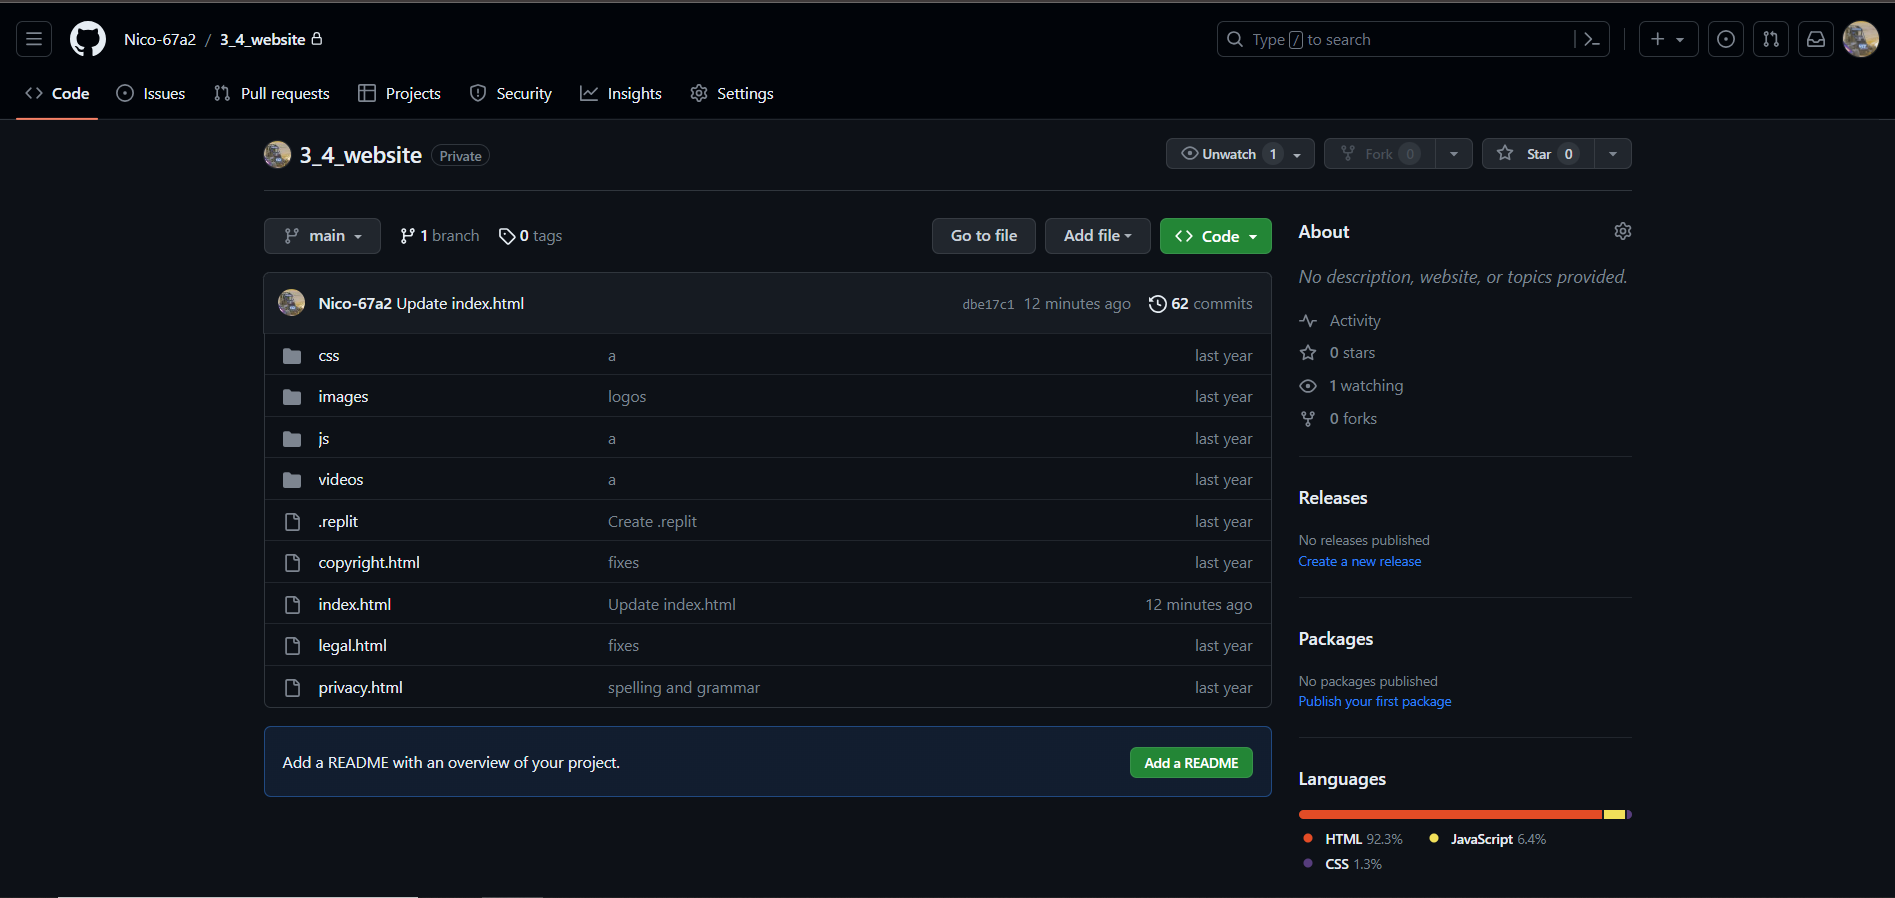 Nico-67a2 / 3_4_website
Type / to search
Code Issues Pull requests Projects Security Insights Settings
3_4_website Private
Unwatch 1 Fork 0 Star 0
main 1 branch 0 tags
Go to file Add file Code
Nico-67a2 Update index.html dbe17c1 12 minutes ago 62 commits
css a last year
images logos last year
js a last year
videos a last year
.replit Create .replit last year
copyright.html fixes last year
index.html Update index.html 12 minutes ago
legal.html fixes last year
privacy.html spelling and grammar last year
Add a README with an overview of your project. Add a README
About
No description, website, or topics provided.
Activity
0 stars
1 watching
0 forks
Releases
No releases published
Create a new release
Packages
No packages published
Publish your first package
Languages
HTML 92.3% JavaScript 6.4%
CSS 1.3%